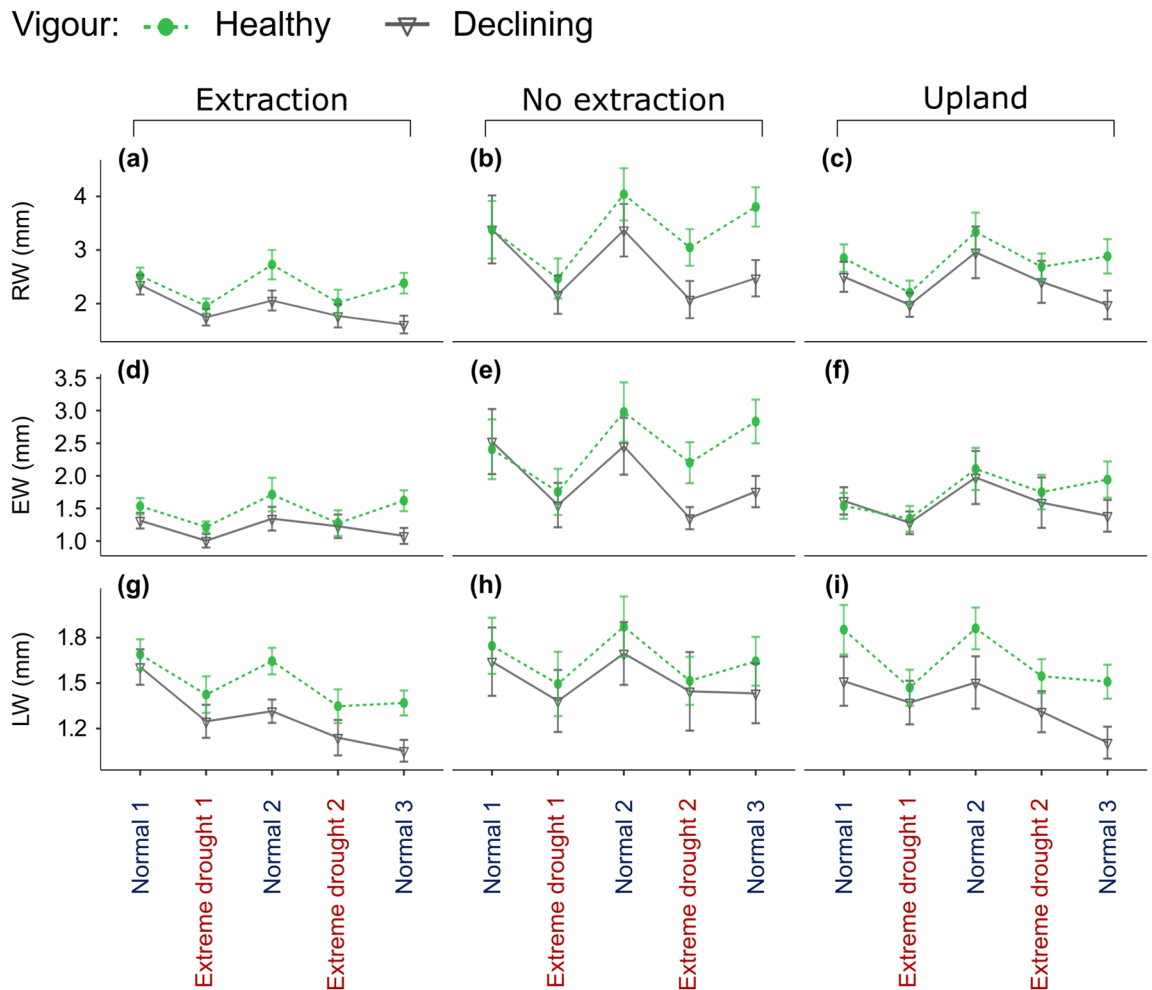 Vigour: Healthy Declining
Extraction No extraction Upland
(a) (b) (c)
RW (mm)
4
3
2
(d) (e) (f)
EW (mm)
3.5
3.0
2.5
2.0
1.5
1.0
(g) (h) (i)
LW (mm)
1.8
1.5
1.2
Normal 1
Extreme drought 1
Normal 2
Extreme drought 2
Normal 3
Normal 1
Extreme drought 1
Normal 2
Extreme drought 2
Normal 3
Normal 1
Extreme drought 1
Normal 2
Extreme drought 2
Normal 3